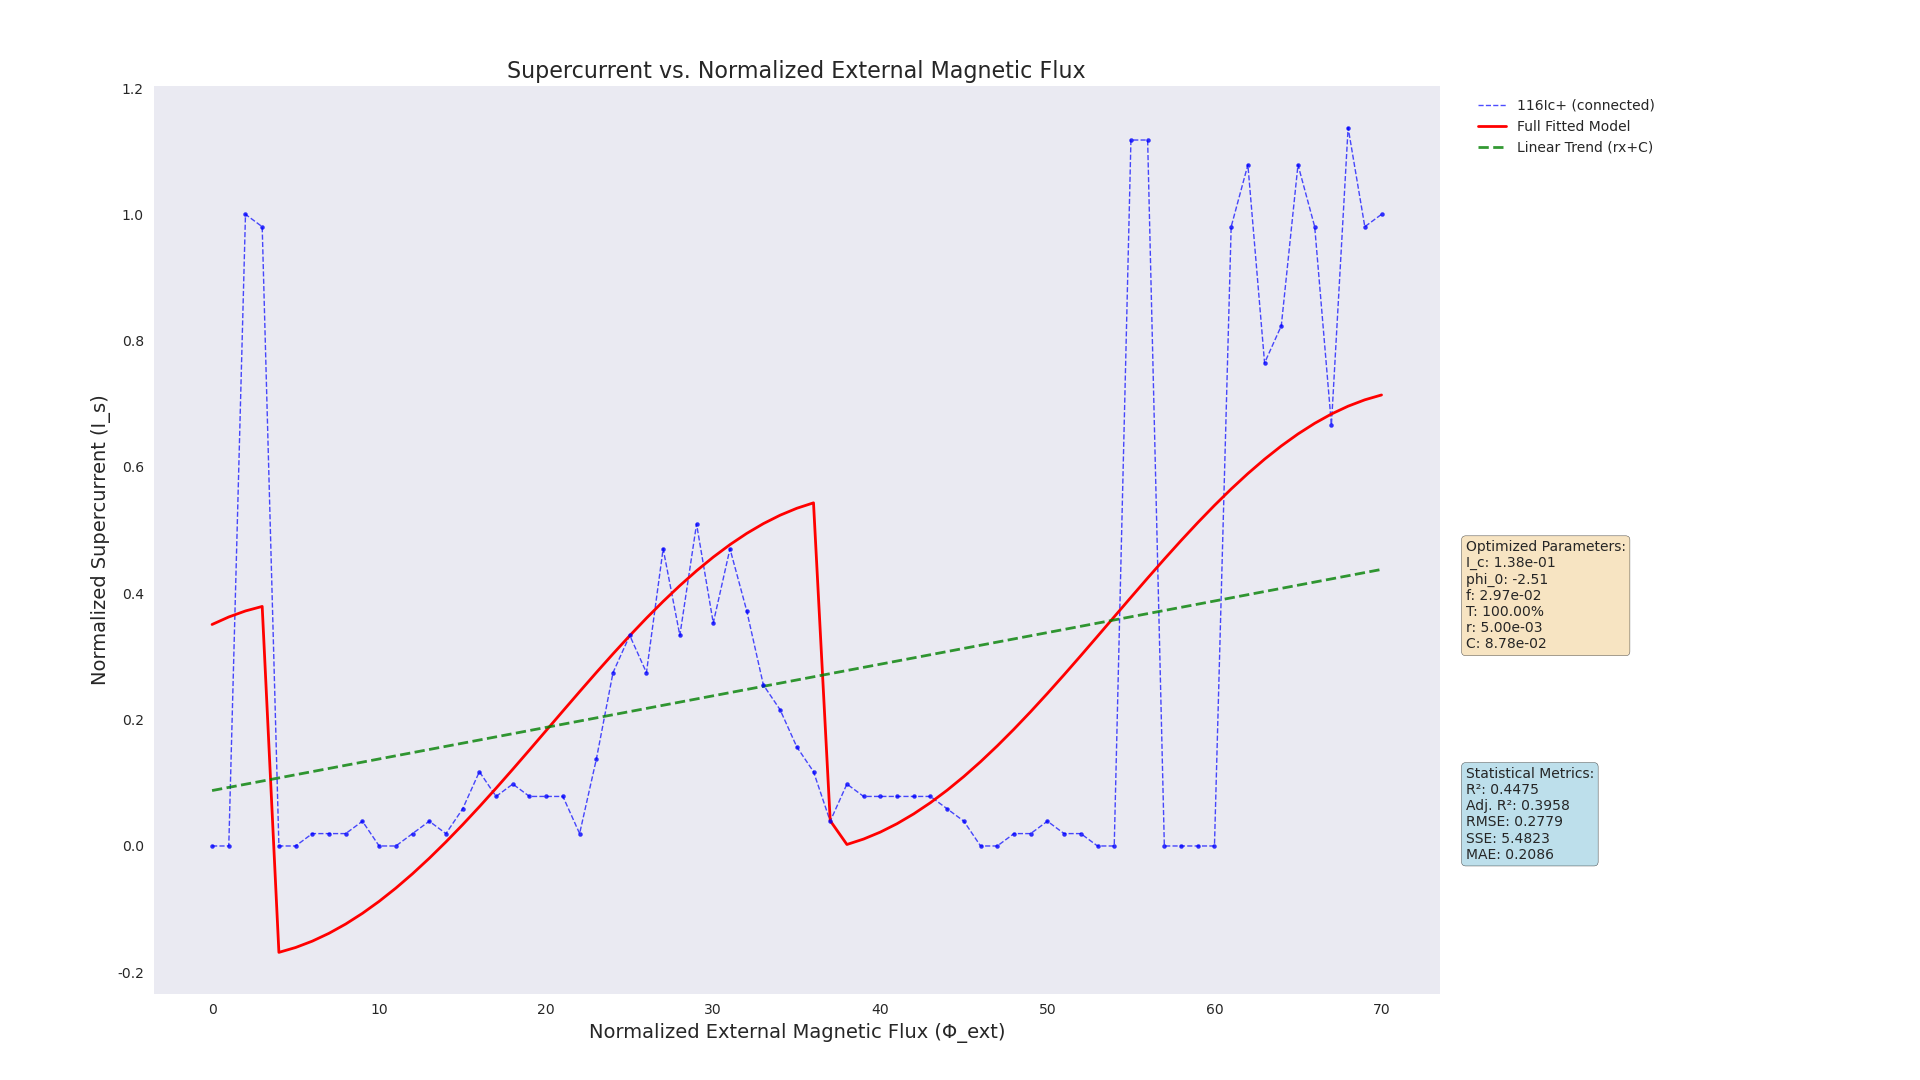 Supercurrent vs. Normalized External Magnetic Flux
1.2
1.0
0.8
0.6
0.4
0.2
0.0
-0.2
Normalized Supercurrent (I_s)
0 10 20 30 40 50 60 70
Normalized External Magnetic Flux (Φ_ext)
116Ic+ (connected)
Full Fitted Model
Linear Trend (rx+C)
Optimized Parameters:
I_c: 1.38e-01
phi_0: -2.51
f: 2.97e-02
T: 100.00%
r: 5.00e-03
C: 8.78e-02
Statistical Metrics:
R²: 0.4475
Adj. R²: 0.3958
RMSE: 0.2779
SSE: 5.4823
MAE: 0.2086